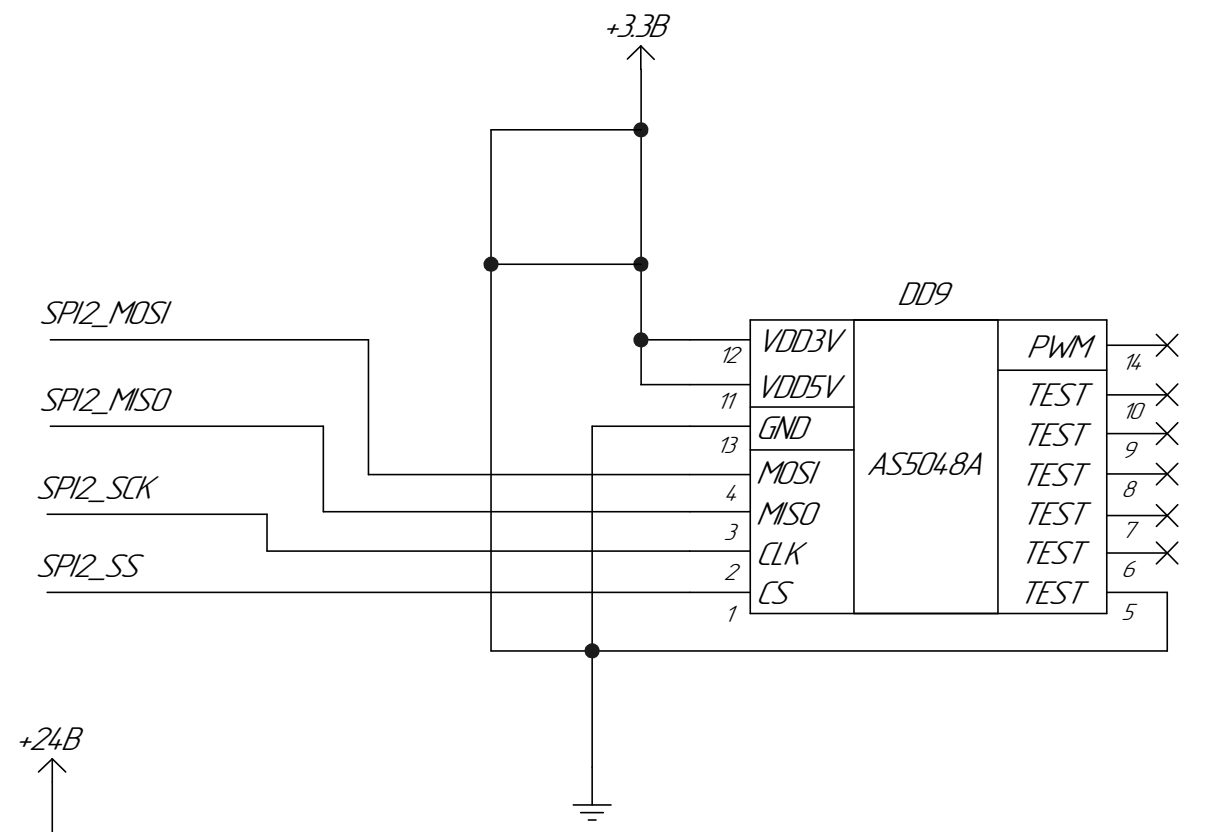 +3.3В
DD9
SPI2_MOSI
12 VDD3V
PWM 14
11 VDD5V
TEST 10
SPI2_MISO
13 GND
TEST 9
AS5048A
4 MOSI
TEST 8
SPI2_SCK
3 MISO
TEST 7
2 CLK
TEST 6
SPI2_SS
1 CS
TEST 5
+24В